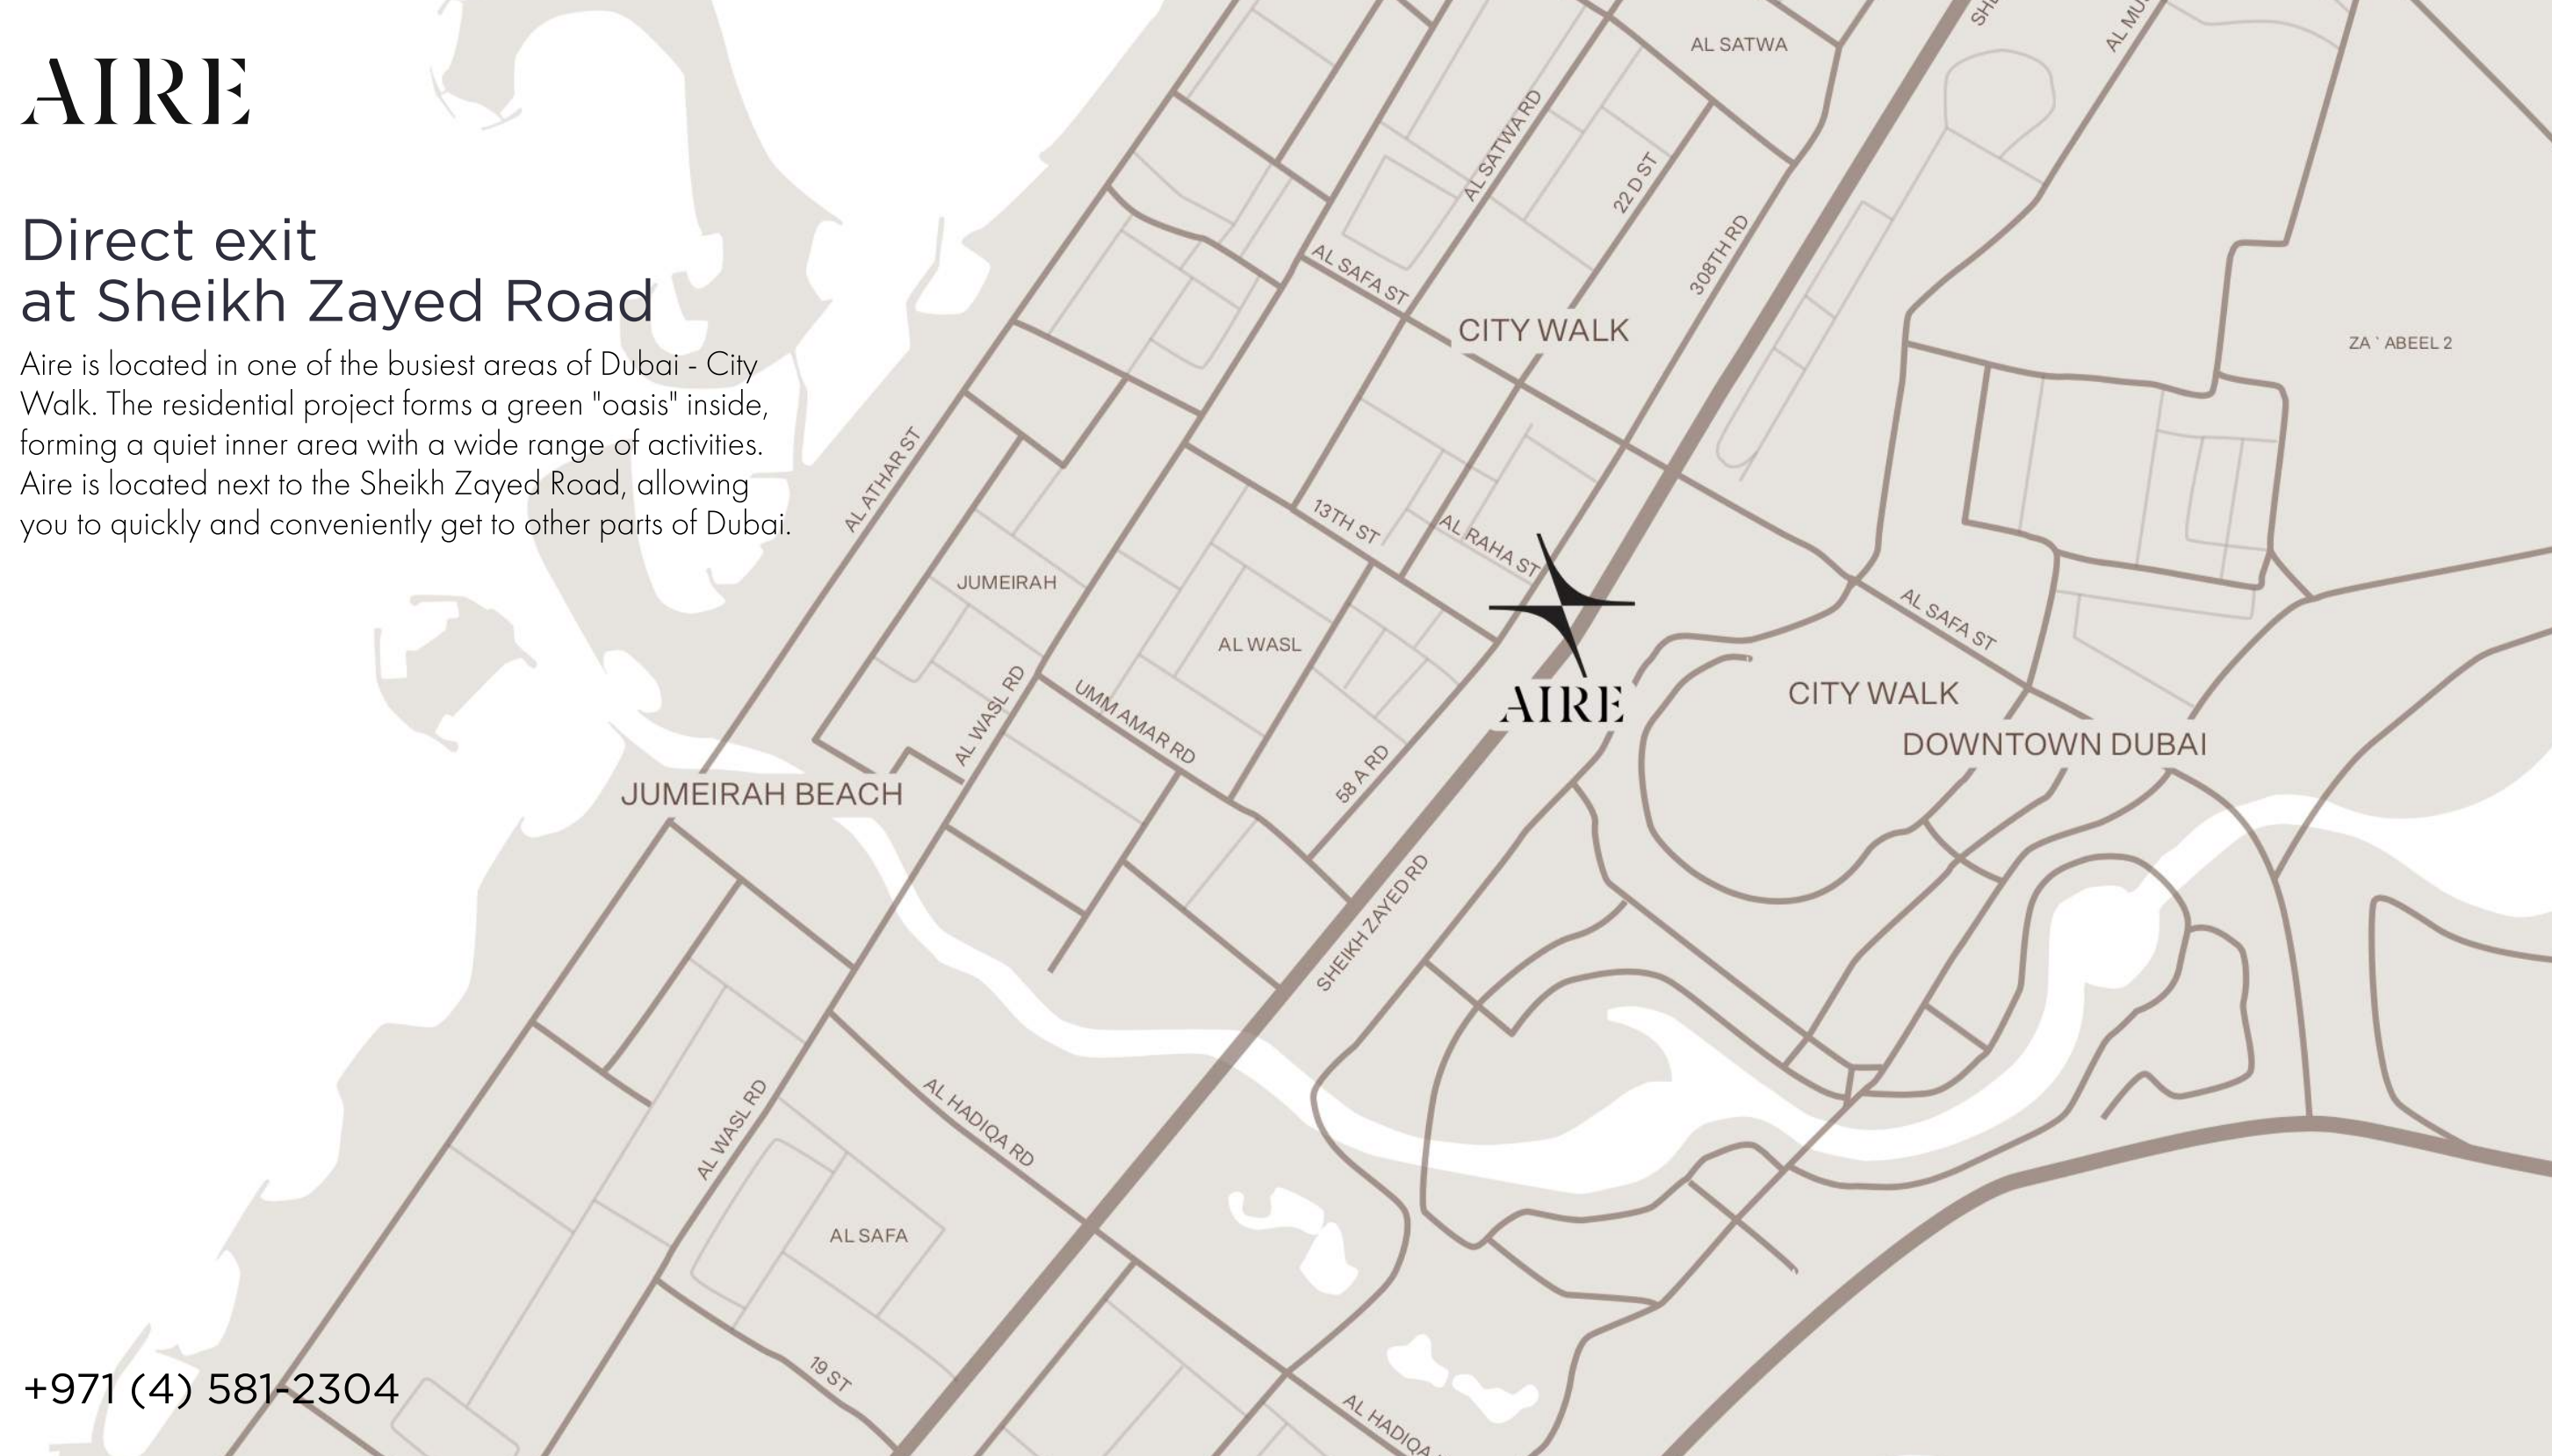 AIRE
Direct exit
at Sheikh Zayed Road
Aire is located in one of the busiest areas of Dubai - City
Walk. The residential project forms a green "oasis" inside,
forming a quiet inner area with a wide range of activities.
Aire is located next to the Sheikh Zayed Road, allowing
you to quickly and conveniently get to other parts of Dubai.
+971 (4) 581-2304
AL SATWA
AL SATWA RD
22 D ST
308TH RD
AL SAFA ST
CITY WALK
ZA ` ABEEL 2
AL ATHAR ST
13TH ST
AL RAHA ST
JUMEIRAH
AL WASL
AL SAFA ST
AIRE
CITY WALK
DOWNTOWN DUBAI
AL WASL RD
UMM AMAR RD
58 A RD
JUMEIRAH BEACH
SHEIKH ZAYED RD
AL WASL RD
AL HADIQA RD
AL SAFA
19 ST
AL HADIQA